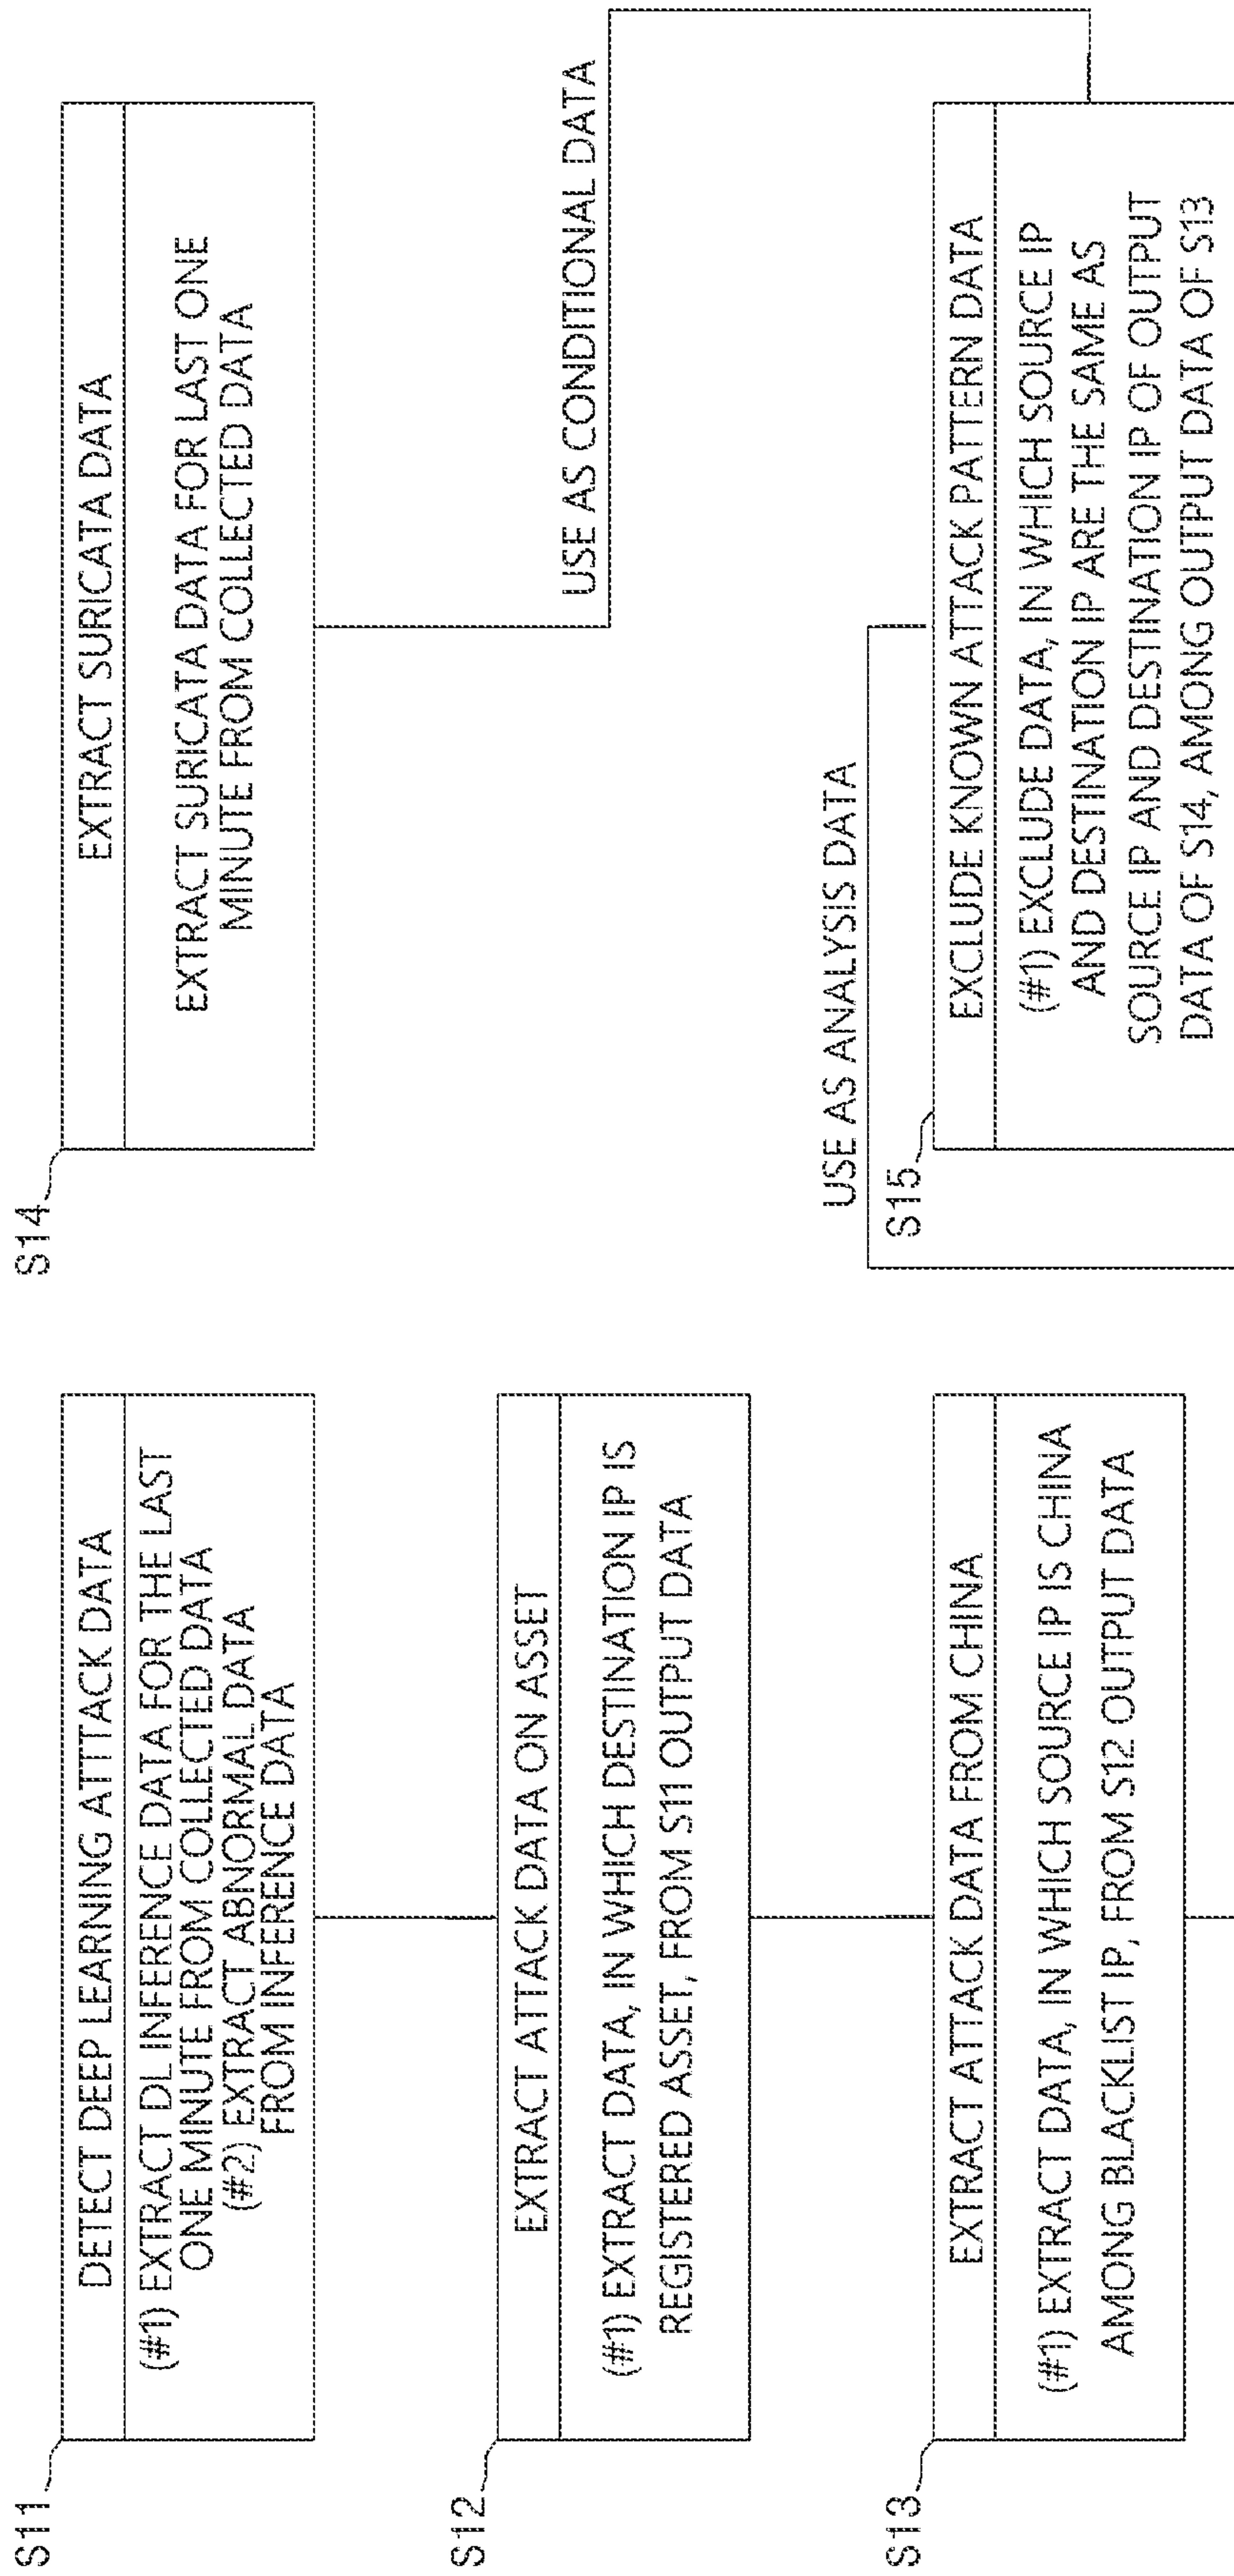 S11
DETECT DEEP LEARNING ATTACK DATA
(#1) EXTRACT DL INFERENCE DATA FOR THE LAST
ONE MINUTE FROM COLLECTED DATA
(#2) EXTRACT ABNORMAL DATA
FROM INFERENCE DATA
S12
EXTRACT ATTACK DATA ON ASSET
(#1) EXTRACT DATA, IN WHICH DESTINATION IP IS
REGISTERED ASSET, FROM S11 OUTPUT DATA
S13
EXTRACT ATTACK DATA FROM CHINA
(#1) EXTRACT DATA, IN WHICH SOURCE IP IS CHINA
AMONG BLACKLIST IP, FROM S12 OUTPUT DATA
S14
EXTRACT SURICATA DATA
EXTRACT SURICATA DATA FOR LAST ONE
MINUTE FROM COLLECTED DATA
USE AS CONDITIONAL DATA
USE AS ANALYSIS DATA
S15
EXCLUDE KNOWN ATTACK PATTERN DATA
(#1) EXCLUDE DATA, IN WHICH SOURCE IP
AND DESTINATION IP ARE THE SAME AS
SOURCE IP AND DESTINATION IP OF OUTPUT
DATA OF S14, AMONG OUTPUT DATA OF S13